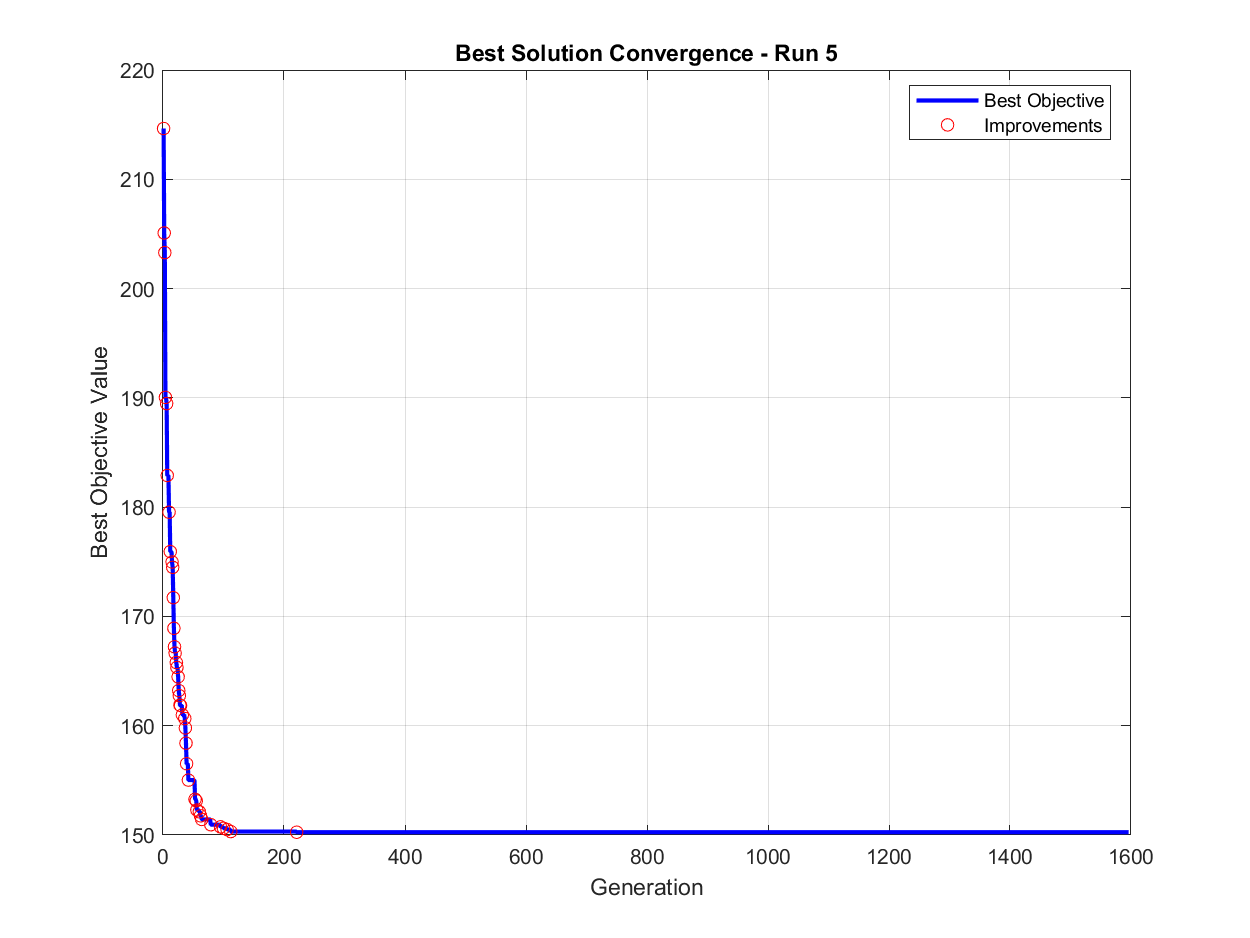 Best Solution Convergence - Run 5
220
210
200
190
180
170
160
150
Best Objective Value
Best Objective
Improvements
0 200 400 600 800 1000 1200 1400 1600
Generation